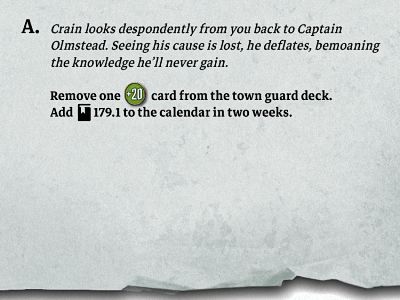 A. Crain looks despondently from you back to Captain
Olmstead. Seeing his cause is lost, he deflates, bemoaning
the knowledge he’ll never gain.
Remove one +20 card from the town guard deck.
Add 179.1 to the calendar in two weeks.